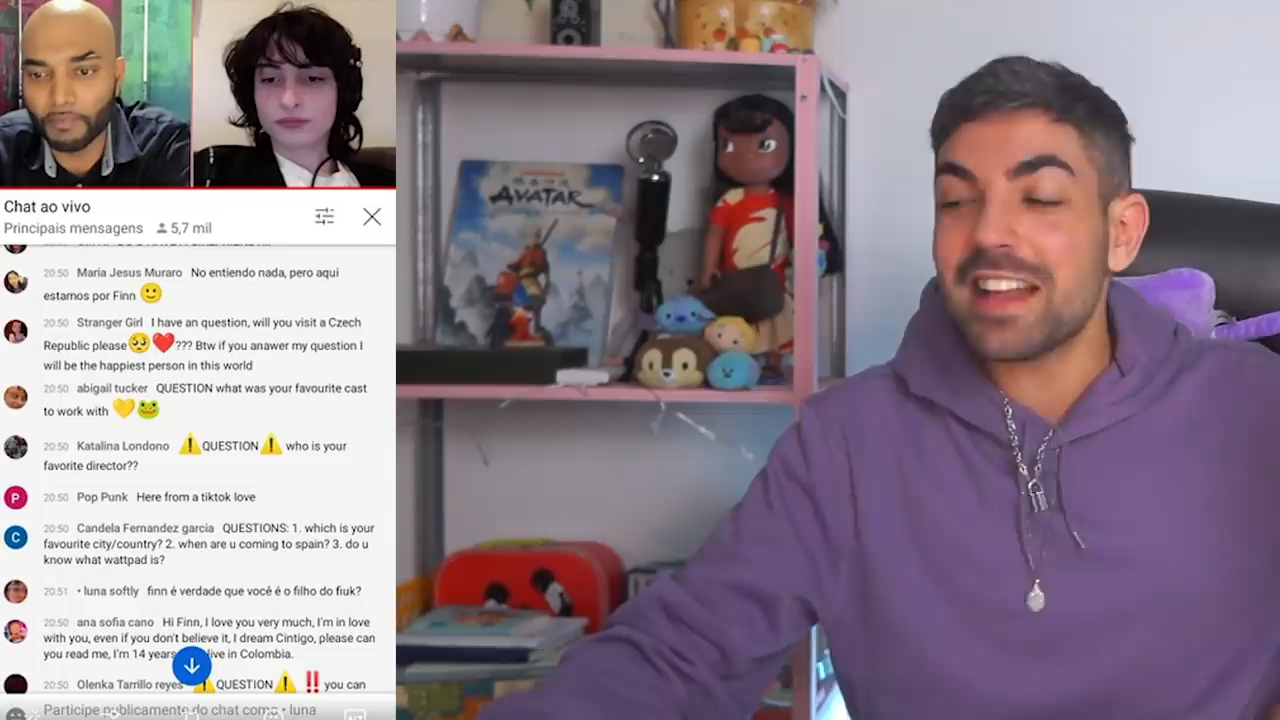 Chat ao vivo
Principais mensagens 5,7 mil
20:50 Maria Jesus Muraro No entiendo nada, pero aqui
estamos por Finn 🙂
20:50 Stranger Girl I have an question, will you visit a Czech
Republic please🥺❤️??? Btw if you anawer my question I
will be the happiest person in this world
20:50 abigail tucker QUESTION what was your favourite cast
to work with 💛🐸
20:50 Katalina Londono ⚠️QUESTION⚠️ who is your
favorite director??
P 20:50 Pop Punk Here from a tiktok love
20:50 Candela Fernandez garcia QUESTIONS: 1. which is your
C favourite city/country? 2. when are u coming to spain? 3. do u
know what wattpad is?
20:51 • luna softly finn é verdade que você é o filho do fiuk?
20:50 ana sofia cano Hi Finn, I love you very much, I'm in love
with you, even if you don't believe it, I dream Cintigo, please can
you read me, I'm 14 years live in Colombia.
20:50 Olenka Tarrillo reyes ⚠️QUESTION⚠️ ‼️ you can
Participe publicamente do chat como • luna
AVATAR